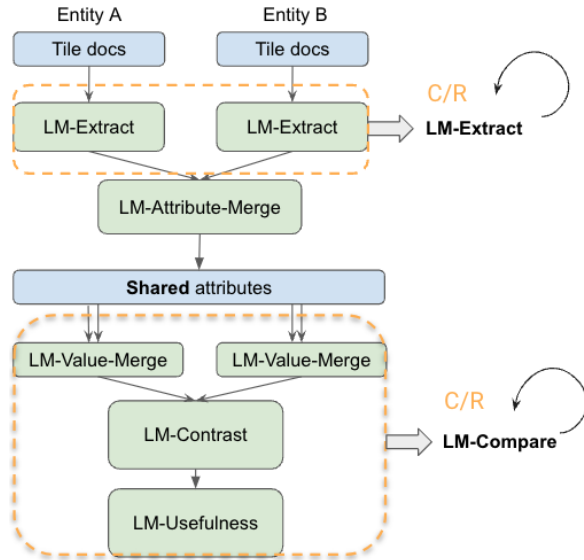 Entity A
Entity B
Tile docs
Tile docs
C/R
LM-Extract
LM-Extract
LM-Extract
LM-Attribute-Merge
Shared attributes
LM-Value-Merge
LM-Value-Merge
C/R
LM-Contrast
LM-Compare
LM-Usefulness